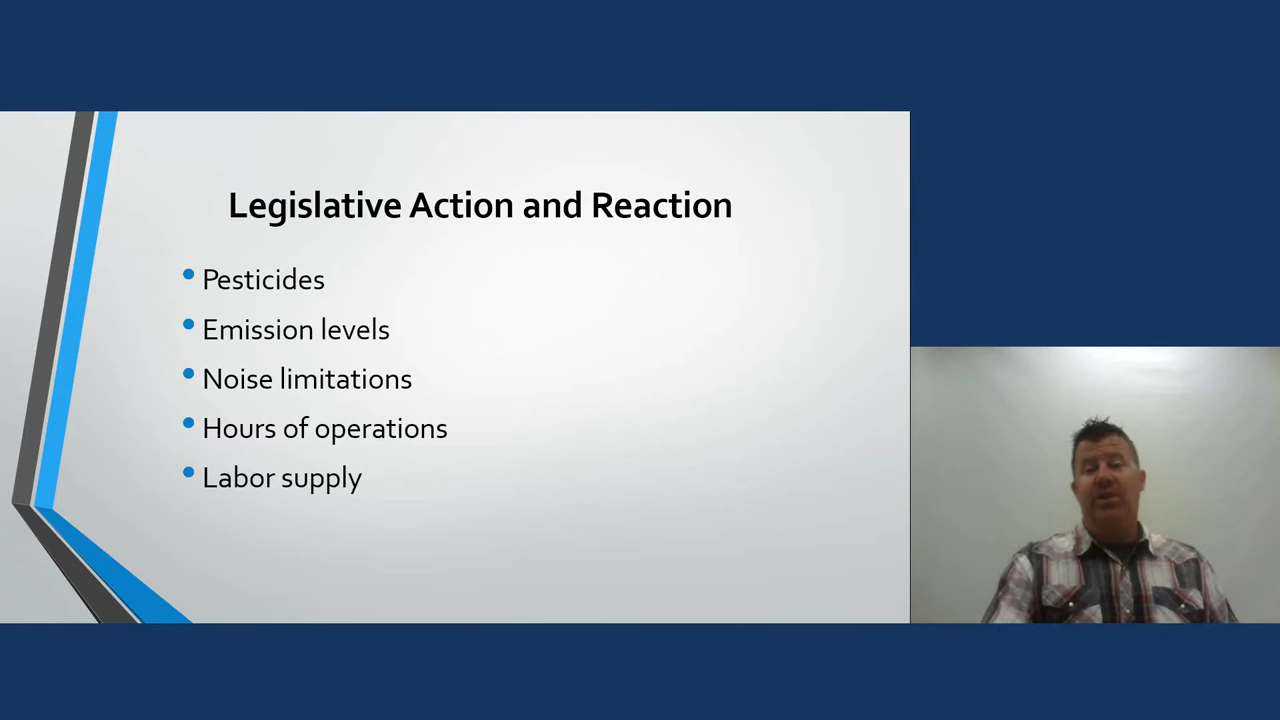 Legislative Action and Reaction
• Pesticides
• Emission levels
• Noise limitations
• Hours of operations
• Labor supply